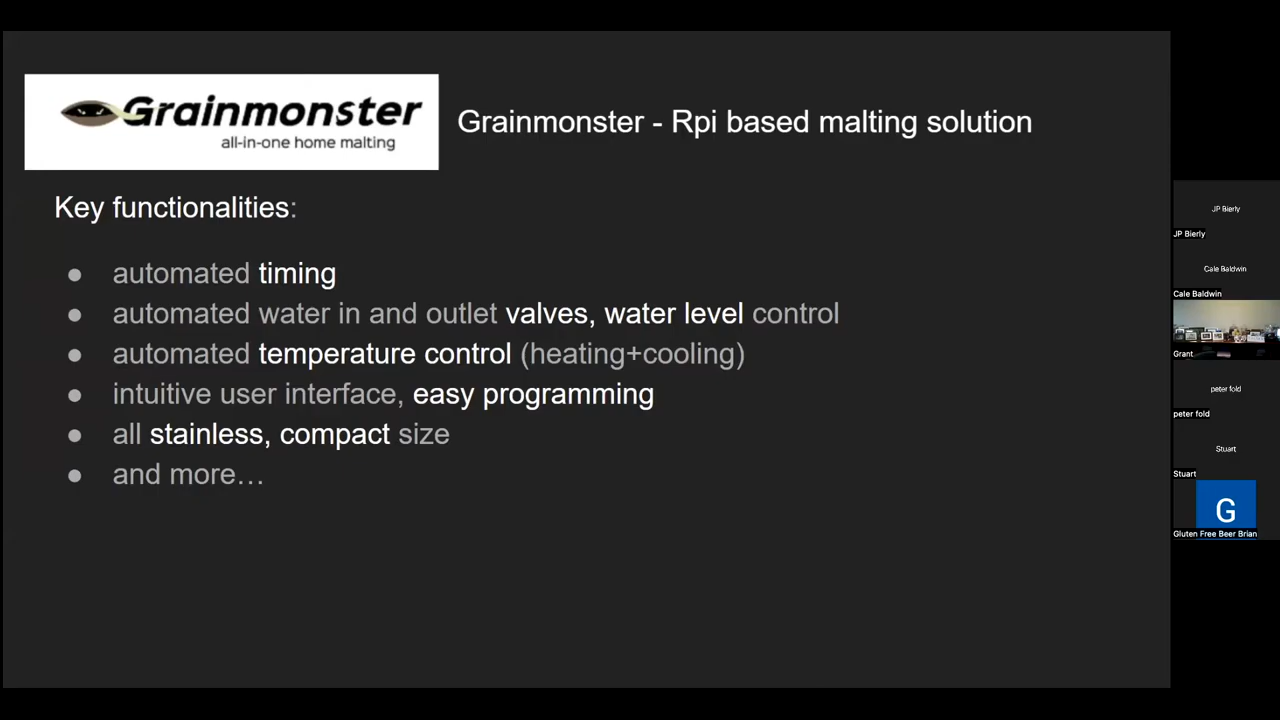 Grainmonster
all-in-one home malting
Grainmonster - Rpi based malting solution
Key functionalities:
● automated timing
● automated water in and outlet valves, water level control
● automated temperature control (heating+cooling)
● intuitive user interface, easy programming
● all stainless, compact size
● and more…
JP Bierly
JP Bierly
Cale Baldwin
Cale Baldwin
Grant
peter fold
peter fold
Stuart
Stuart
G
Gluten Free Beer Brian